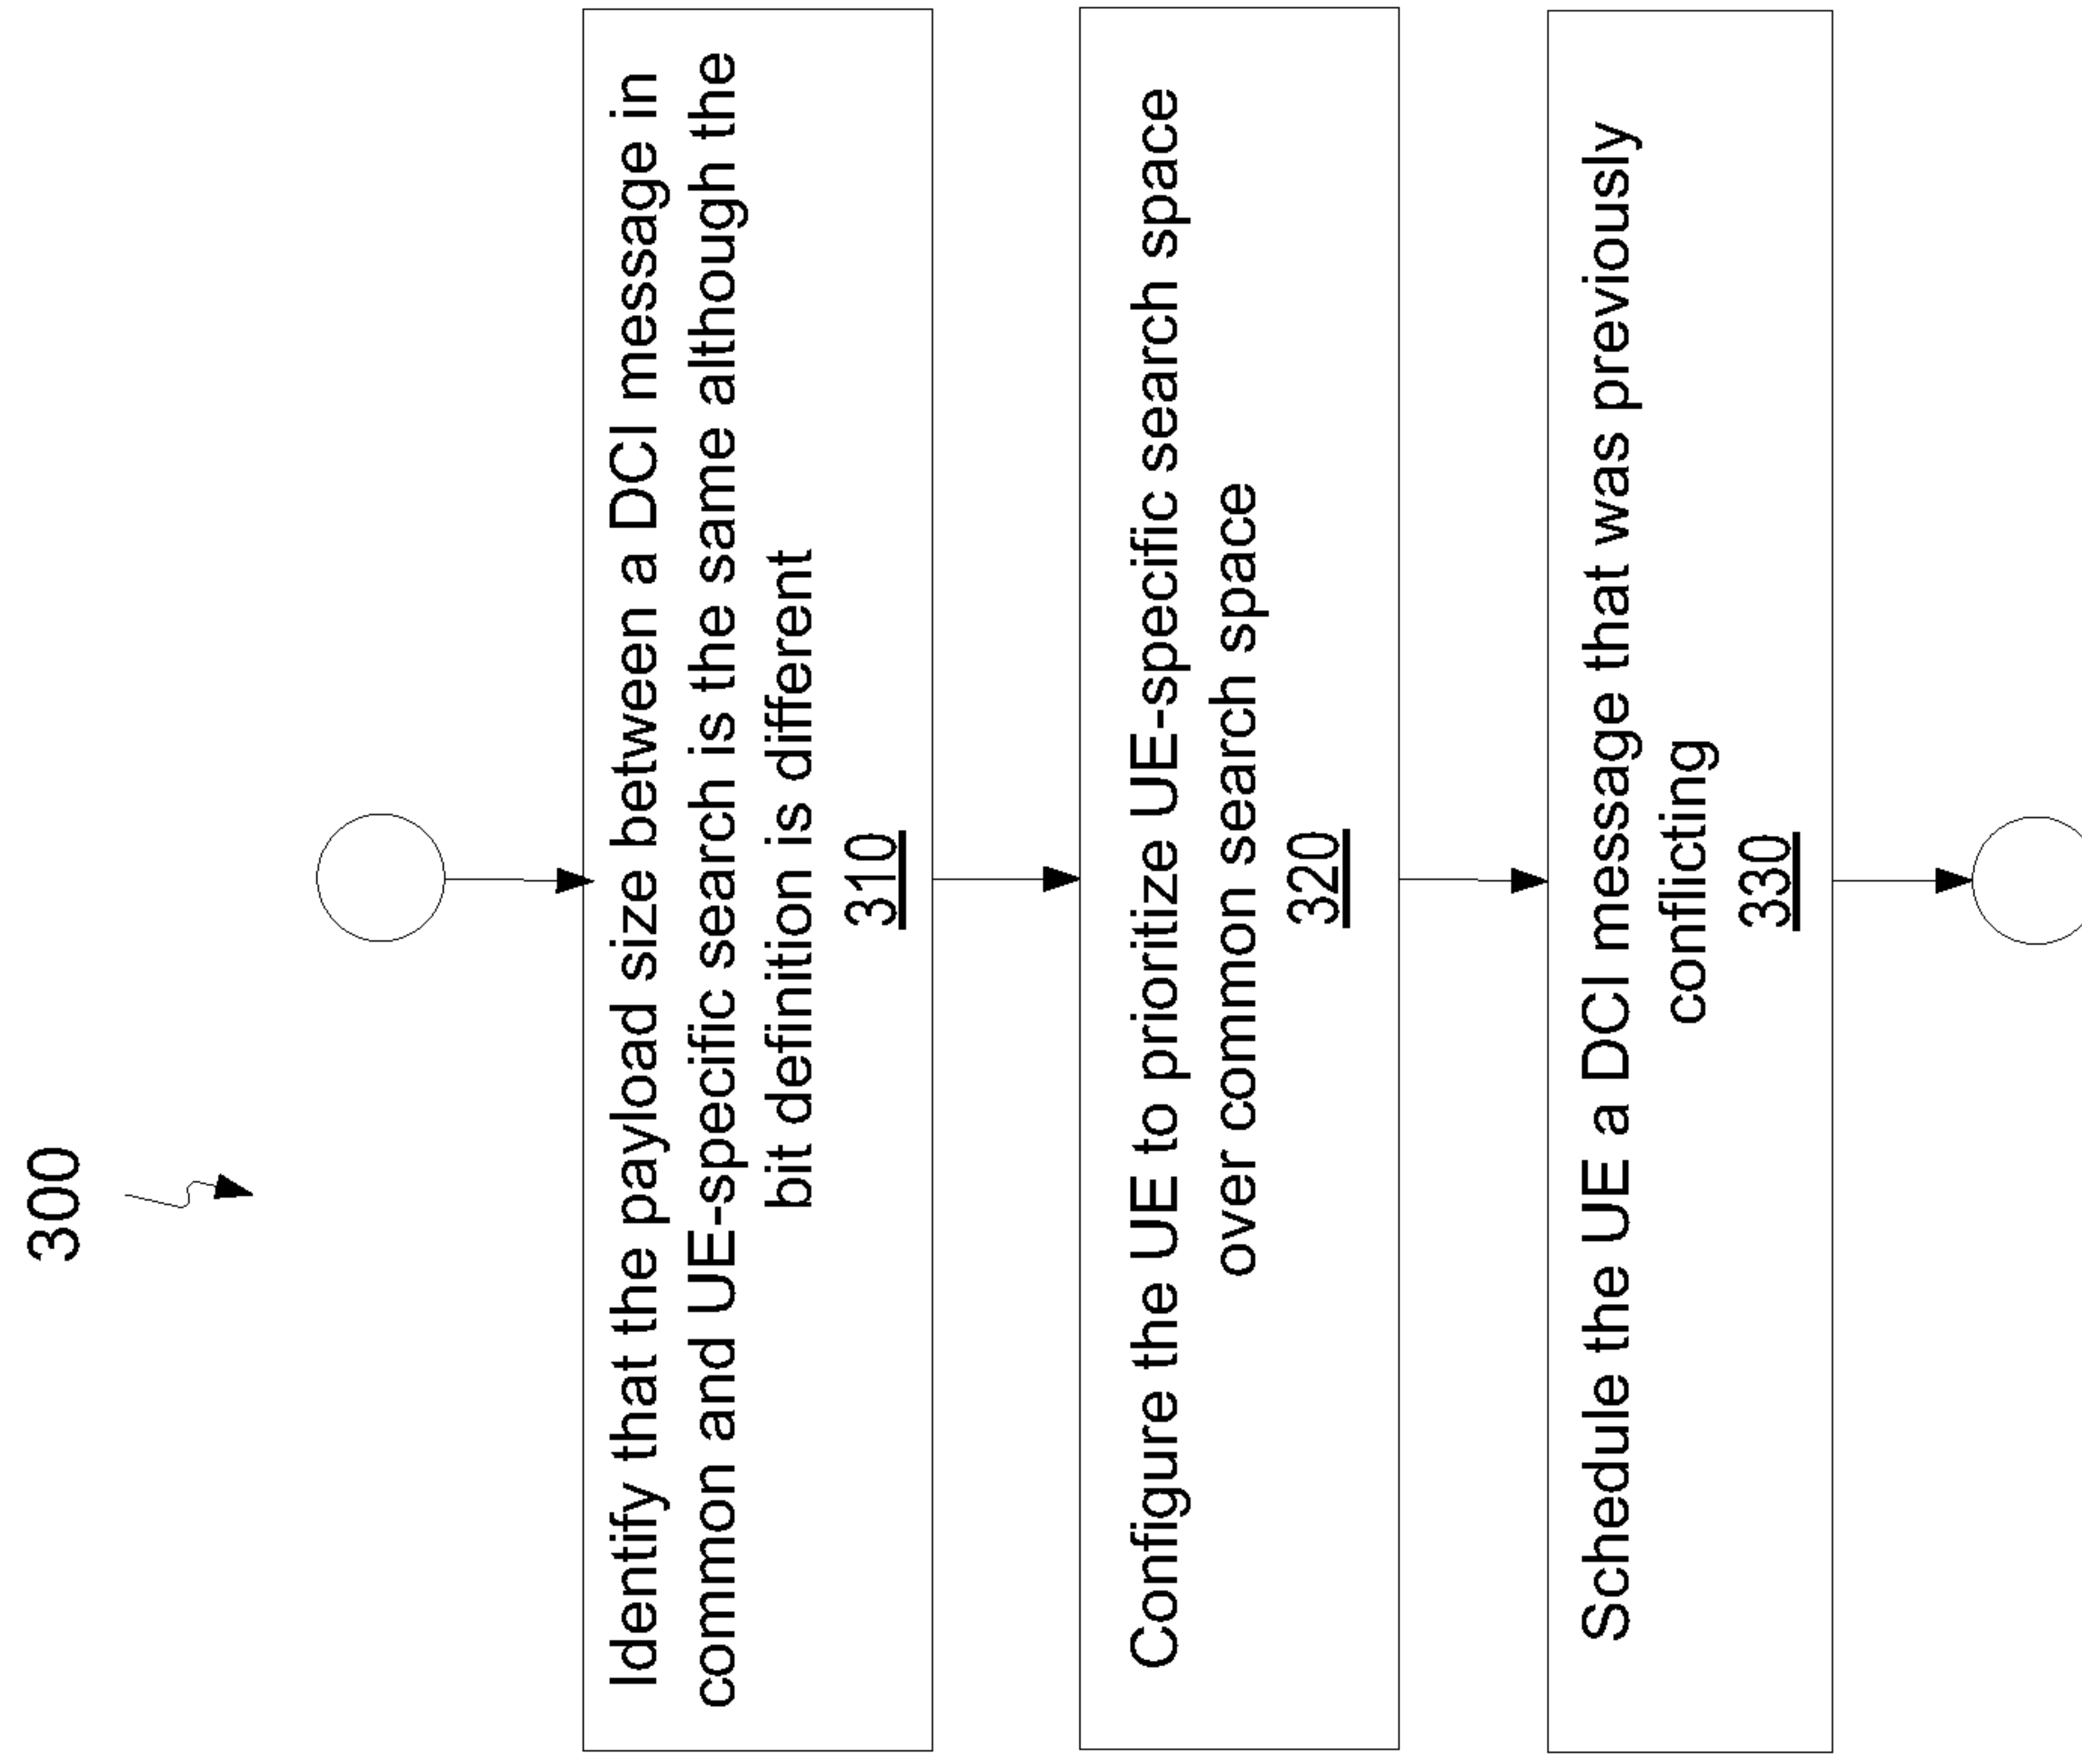 300
Identify that the payload size between a DCI message in
common and UE-specific search is the same although the
bit definition is different
310
Configure the UE to prioritize UE-specific search space
over common search space
320
Schedule the UE a DCI message that was previously
conflicting
330